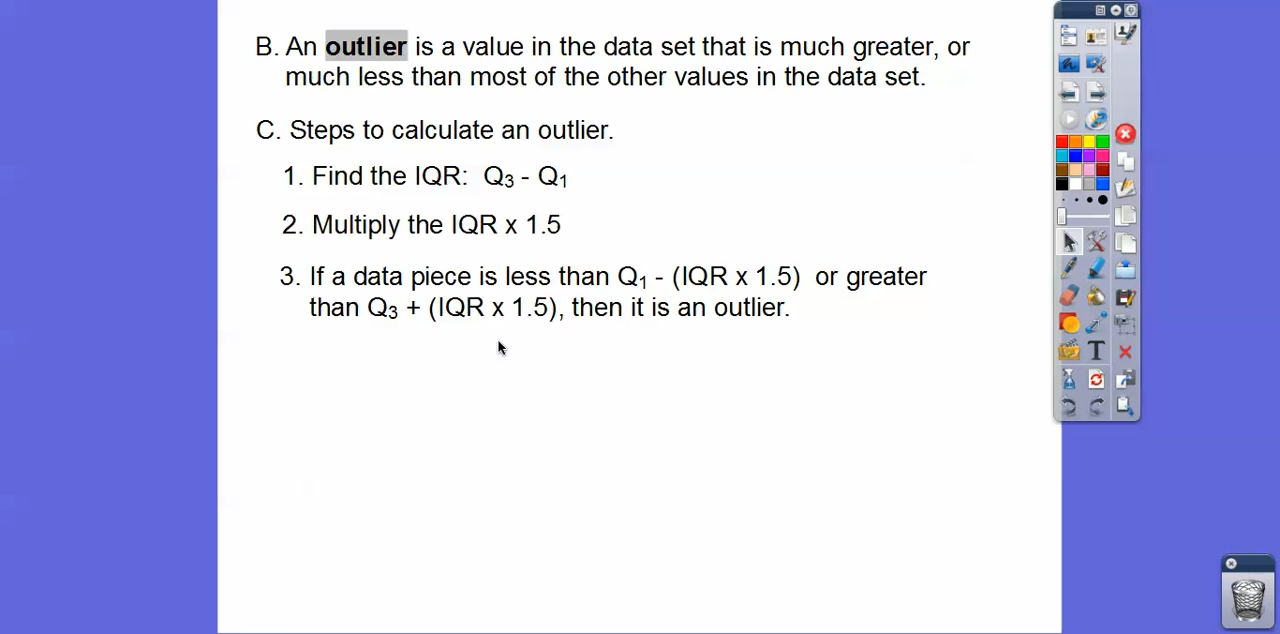 B. An outlier is a value in the data set that is much greater, or
much less than most of the other values in the data set.
C. Steps to calculate an outlier.
1. Find the IQR: Q₃ - Q₁
2. Multiply the IQR x 1.5
3. If a data piece is less than Q₁ - (IQR x 1.5) or greater
than Q₃ + (IQR x 1.5), then it is an outlier.